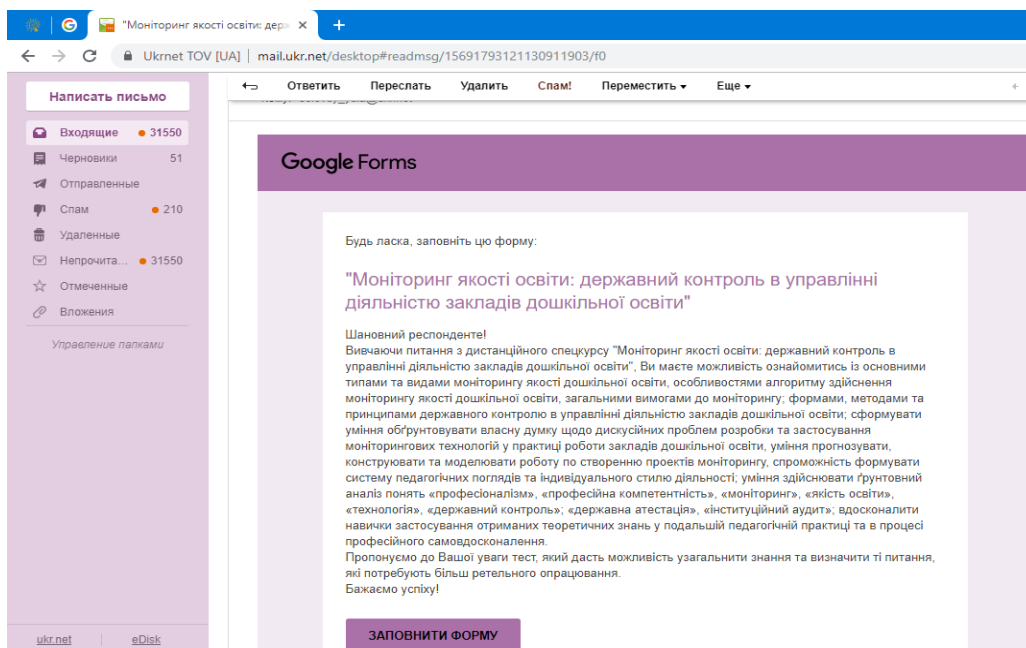 "Моніторинг якості освіти: держ
Ukrnet TOV [UA] | mail.ukr.net/desktop#readmsg/15691793121130911903/f0
Написать письмо
Ответить Переслать Удалить Спам! Переместить Еще
Входящие 31550
Черновики 51
Отправленные
Спам 210
Удаленные
Непрочита... 31550
Отмеченные
Вложения
Управление папками
ukr.net eDisk
Google Forms
Будь ласка, заповніть цю форму:
"Моніторинг якості освіти: державний контроль в управлінні
діяльністю закладів дошкільної освіти"
Шановний респонденте!
Вивчаючи питання з дистанційного спецкурсу "Моніторинг якості освіти: державний контроль в
управлінні діяльністю закладів дошкільної освіти", Ви маєте можливість ознайомитись із основними
типами та видами моніторингу якості дошкільної освіти, особливостями алгоритму здійснення
моніторингу якості дошкільної освіти, загальними вимогами до моніторингу; формами, методами та
принципами державного контролю в управлінні діяльністю закладів дошкільної освіти; сформувати
уміння обґрунтовувати власну думку щодо дискусійних проблем розробки та застосування
моніторингових технологій у практиці роботи закладів дошкільної освіти, уміння прогнозувати,
конструювати та моделювати роботу по створенню проектів моніторингу, спроможність формувати
систему педагогічних поглядів та індивідуального стилю діяльності; уміння здійснювати ґрунтовний
аналіз понять «професіоналізм», «професійна компетентність», «моніторинг», «якість освіти»,
«технологія», «державний контроль»; «державна атестація», «інституційний аудит»; вдосконалити
навички застосування отриманих теоретичних знань у подальшій педагогічній практиці та в процесі
професійного самовдосконалення.
Пропонуємо до Вашої уваги тест, який дасть можливість узагальнити знання та визначити ті питання,
які потребують більш ретельного опрацювання.
Бажаємо успіху!
ЗАПОВНИТИ ФОРМУ